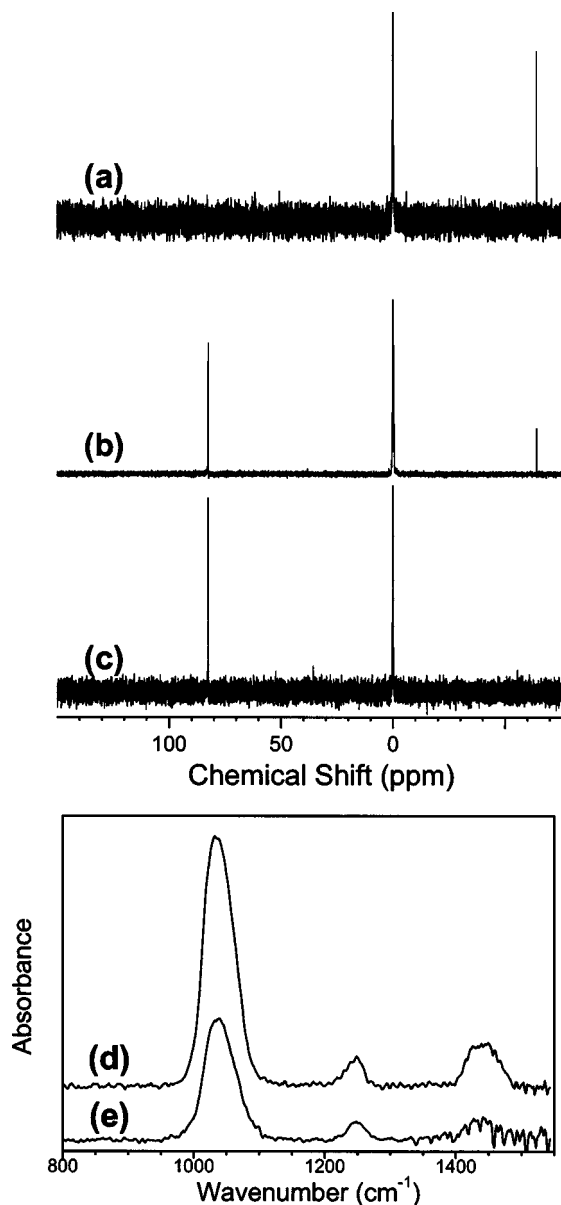 (a)
(b)
(c)
100 50 0
Chemical Shift (ppm)
Absorbance
(d)
(e)
800 1000 1200 1400
Wavenumber (cm⁻¹)